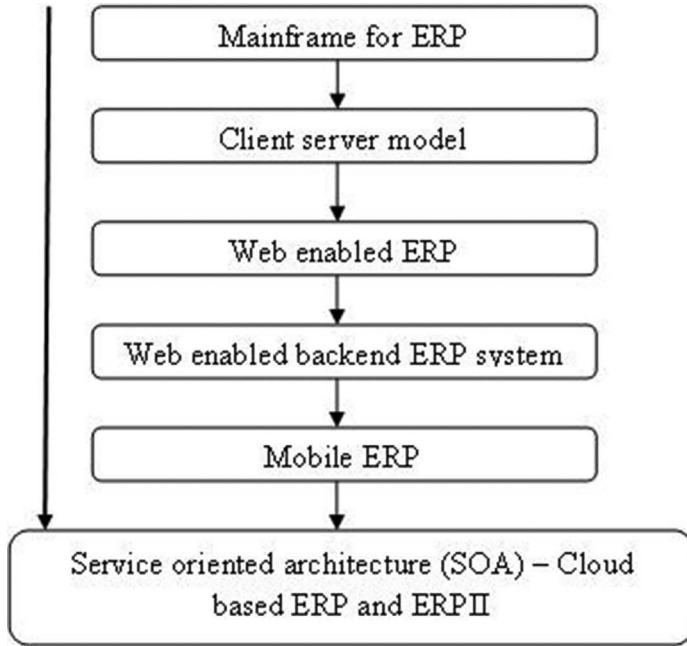 Mainframe for ERP
Client server model
Web enabled ERP
Web enabled backend ERP system
Mobile ERP
Service oriented architecture (SOA) – Cloud
based ERP and ERPII